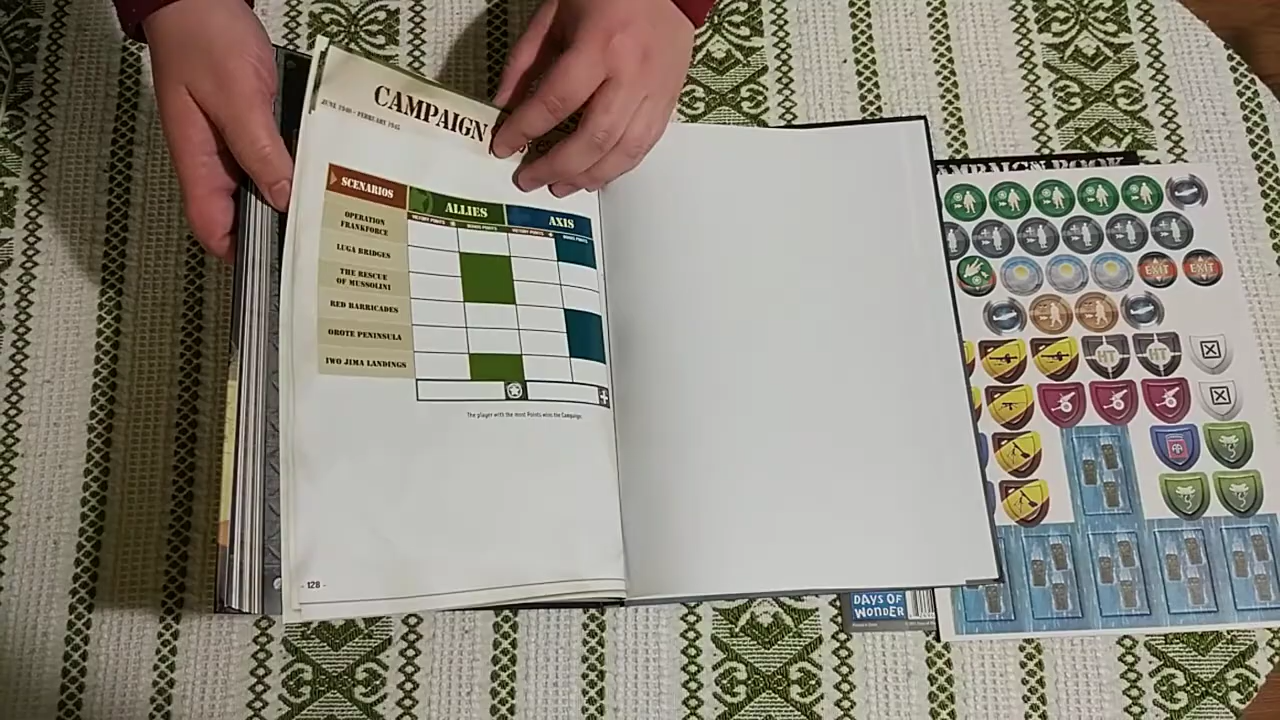 CAMPAIGN
JUNE 1940 - FEBRUARY 1945
SCENARIOS
ALLIES
AXIS
VICTORY POINTS
BONUS POINTS
VICTORY POINTS
BONUS POINTS
OPERATION
FRANKFORCE
LUGA BRIDGES
THE RESCUE
OF MUSSOLINI
RED BARRICADES
OROTE PENINSULA
IWO JIMA LANDINGS
The player with the most Points wins the Campaign.
- 128 -
MPAIGN BOOK
EXIT
EXIT
HT
HT
DAYS OF
WONDER